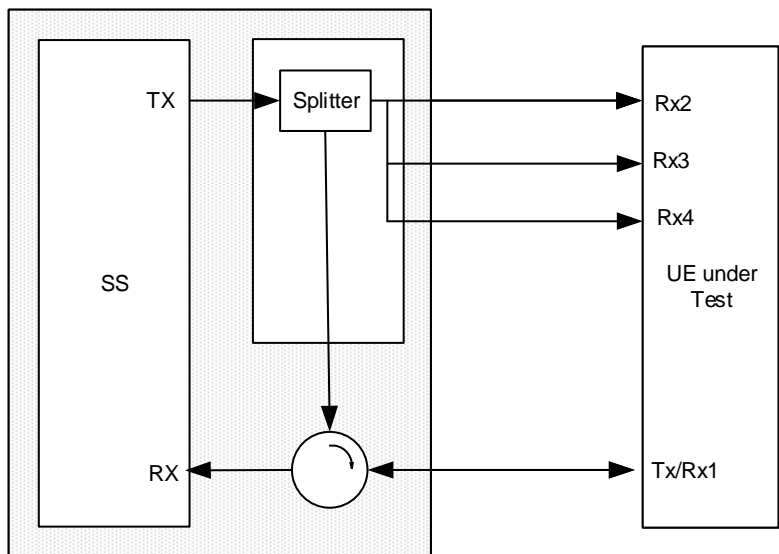 TX
Splitter
Rx2
Rx3
Rx4
SS
UE under
Test
RX
Tx/Rx1